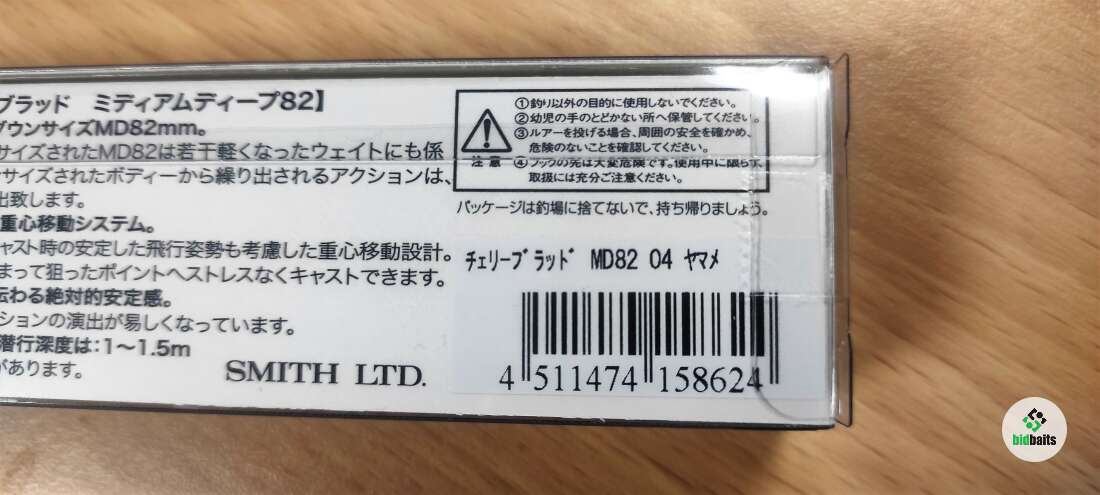 ブラッド ミディアムディープ82】
ダウンサイズMD82mm。
サイズされたMD82は若干軽くなったウェイトにも係
サイズされたボディーから繰り出されるアクションは、
出致します。
重心移動システム。
キャスト時の安定した飛行姿勢も考慮した重心移動設計。
まって狙ったポイントへストレスなくキャストできます。
伝わる絶対的安定感。
ションの演出が易しくなっています。
潜行深度は:1〜1.5m
があります。
SMITH LTD.
注意
①釣り以外の目的に使用しないでください。
②幼児の手のとどかない所へ保管してください。
③ルアーを投げる場合、周囲の安全を確かめ、
危険のないことを確認してください。
④フックの先は大変危険です。使用中に限らず、
取扱には充分ご注意ください。
パッケージは釣場に捨てないで、持ち帰りましょう。
チェリーブラッド MD82 04 ヤマメ
4 511474 158624
bidbaits